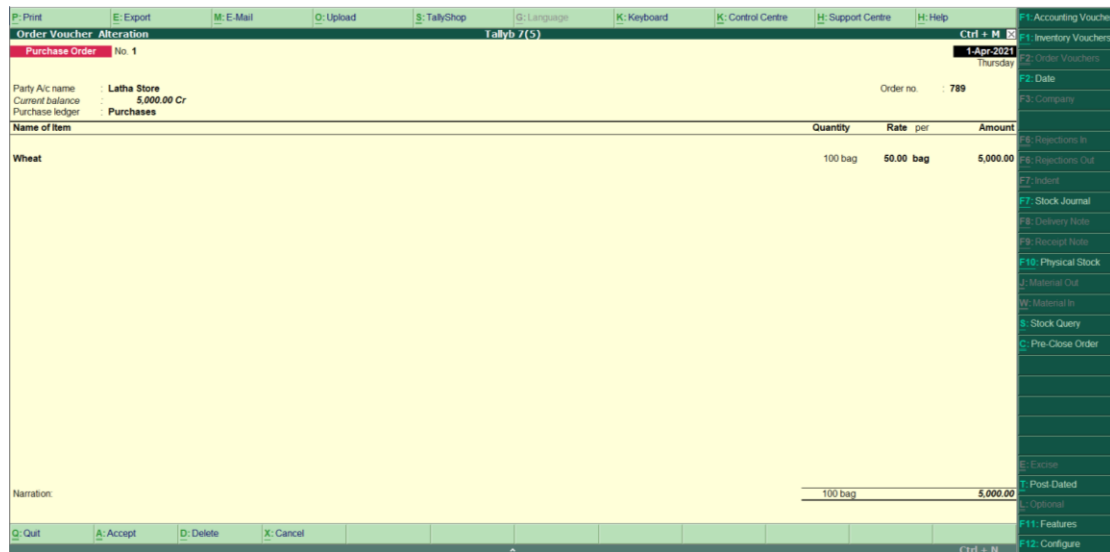 P: Print E: Export M: E-Mail O: Upload S: TallyShop G: Language K: Keyboard K: Control Centre H: Support Centre H: Help
Order Voucher Alteration Tallyb 7(5) Ctrl + M
Purchase Order No. 1 1-Apr-2021
Thursday
Party A/c name : Latha Store Order no. : 789
Current balance : 5,000.00 Cr
Purchase ledger : Purchases
Name of Item Quantity Rate per Amount
Wheat 100 bag 50.00 bag 5,000.00
Narration: 100 bag 5,000.00
Q: Quit A: Accept D: Delete X: Cancel
Ctrl + N
F1: Accounting Vouche
F1: Inventory Vouchers
F2: Order Vouchers
F2: Date
F3: Company
F6: Rejections In
F6: Rejections Out
F7: Indent
F7: Stock Journal
F8: Delivery Note
F9: Receipt Note
F10: Physical Stock
J: Material Out
W: Material In
S: Stock Query
C: Pre-Close Order
E: Excise
T: Post-Dated
L: Optional
F11: Features
F12: Configure